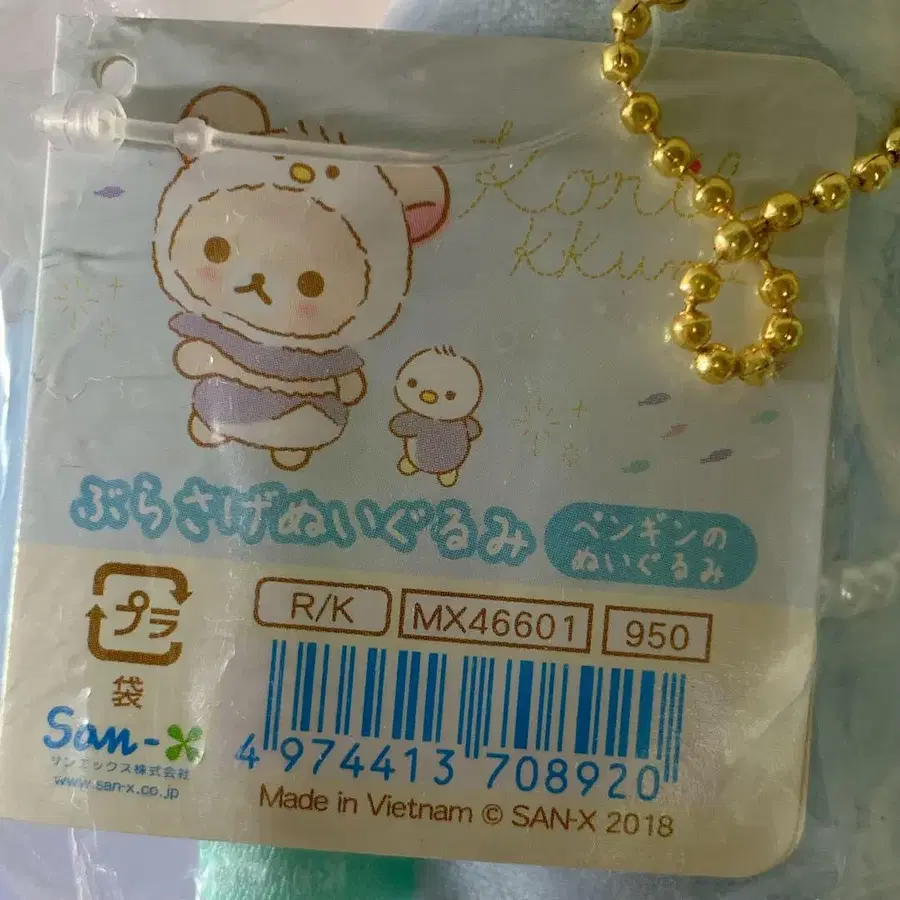 ぶらさげぬいぐるみ
ペンギンの
ぬいぐるみ
プラ
袋
R/K
MX46601
950
San-X
サンエックス株式会社
www.san-x.co.jp
4 974413 708920
Made in Vietnam © SAN-X 2018